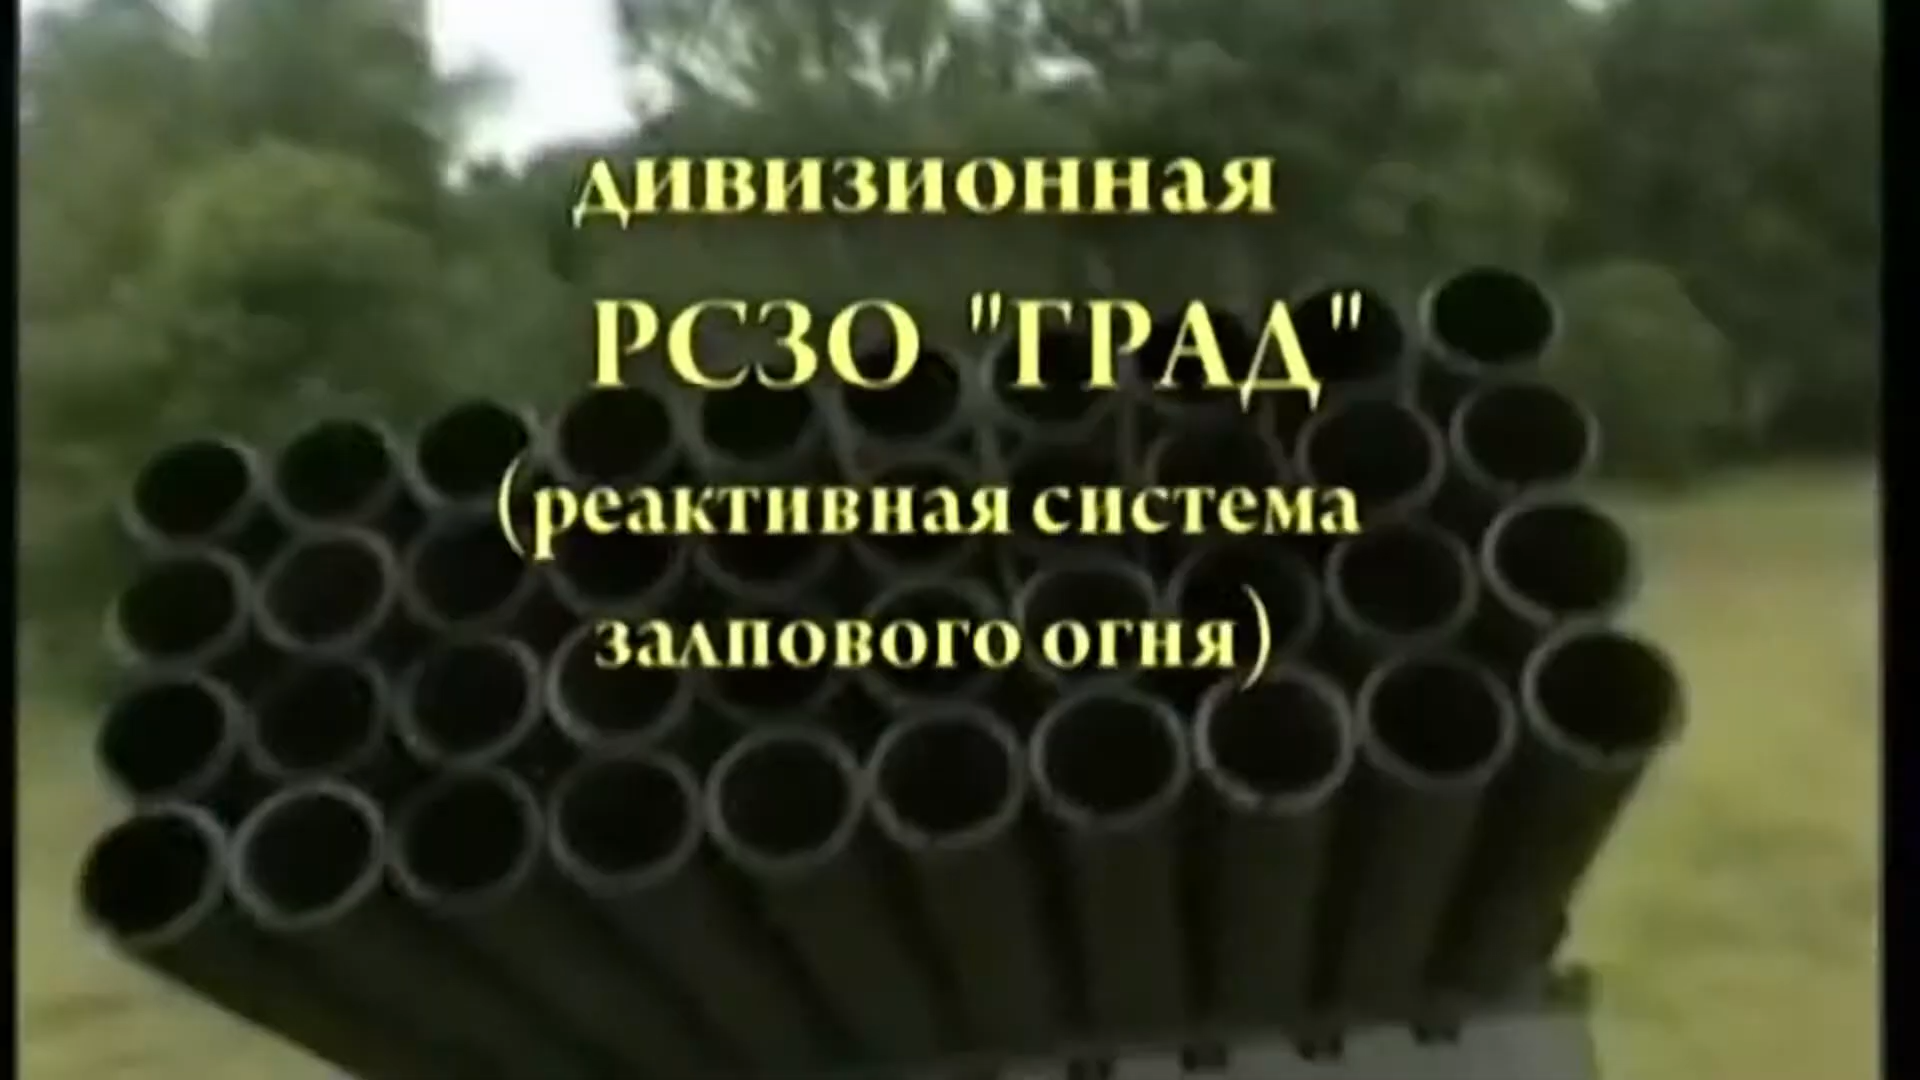 дивизионная
РСЗО "ГРАД"
(реактивная система
залпового огня)